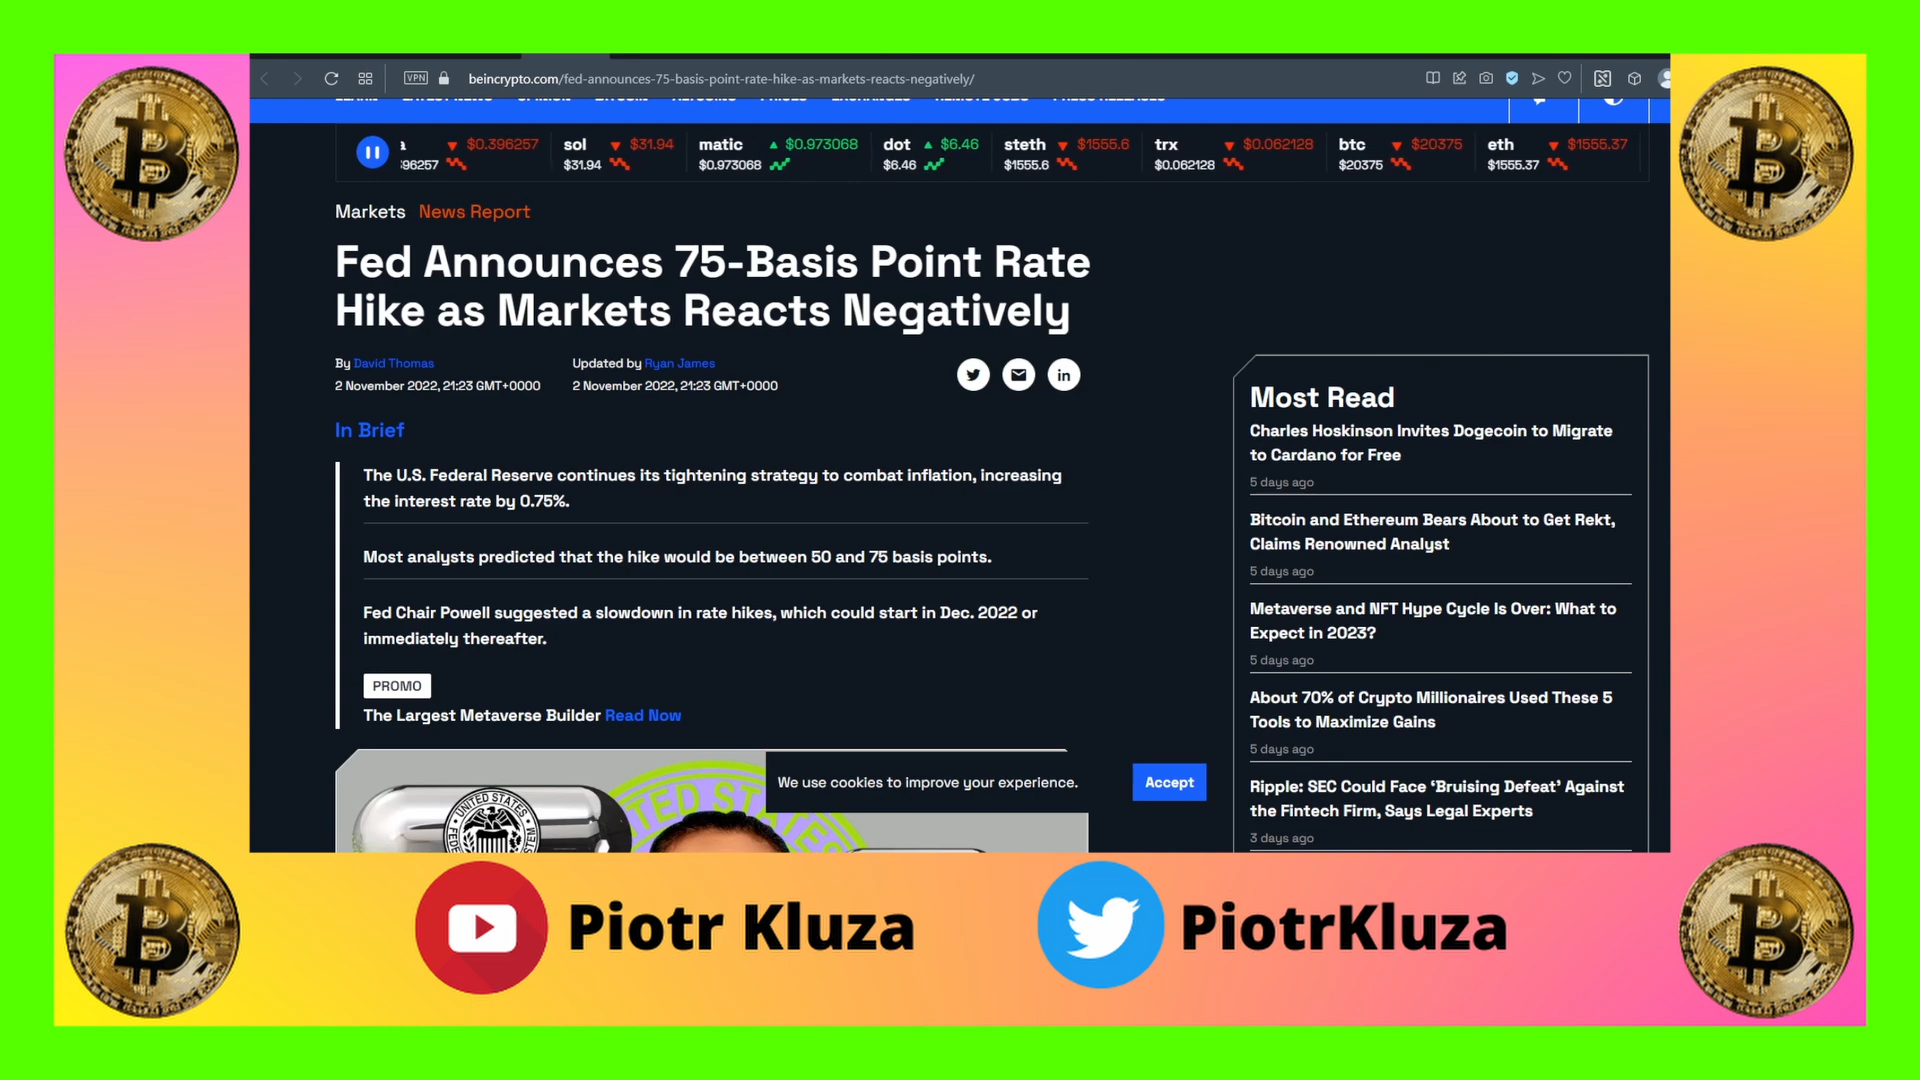 VPN beincrypto.com/fed-announces-75-basis-point-rate-hike-as-markets-reacts-negatively/
a $0.396257 sol $31.94 matic $0.973068 dot $6.46 steth $1555.6 trx $0.062128 btc $20375 eth $1555.37
396257 $31.94 $0.973068 $6.46 $1555.6 $0.062128 $20375 $1555.37
Markets News Report
Fed Announces 75-Basis Point Rate
Hike as Markets Reacts Negatively
By David Thomas
2 November 2022, 21:23 GMT+0000
Updated by Ryan James
2 November 2022, 21:23 GMT+0000
in
In Brief
The U.S. Federal Reserve continues its tightening strategy to combat inflation, increasing
the interest rate by 0.75%.
Most analysts predicted that the hike would be between 50 and 75 basis points.
Fed Chair Powell suggested a slowdown in rate hikes, which could start in Dec. 2022 or
immediately thereafter.
PROMO
The Largest Metaverse Builder Read Now
UNITED STATES
We use cookies to improve your experience.
Accept
Most Read
Charles Hoskinson Invites Dogecoin to Migrate
to Cardano for Free
5 days ago
Bitcoin and Ethereum Bears About to Get Rekt,
Claims Renowned Analyst
5 days ago
Metaverse and NFT Hype Cycle Is Over: What to
Expect in 2023?
5 days ago
About 70% of Crypto Millionaires Used These 5
Tools to Maximize Gains
5 days ago
Ripple: SEC Could Face ‘Bruising Defeat’ Against
the Fintech Firm, Says Legal Experts
3 days ago
Piotr Kluza
PiotrKluza